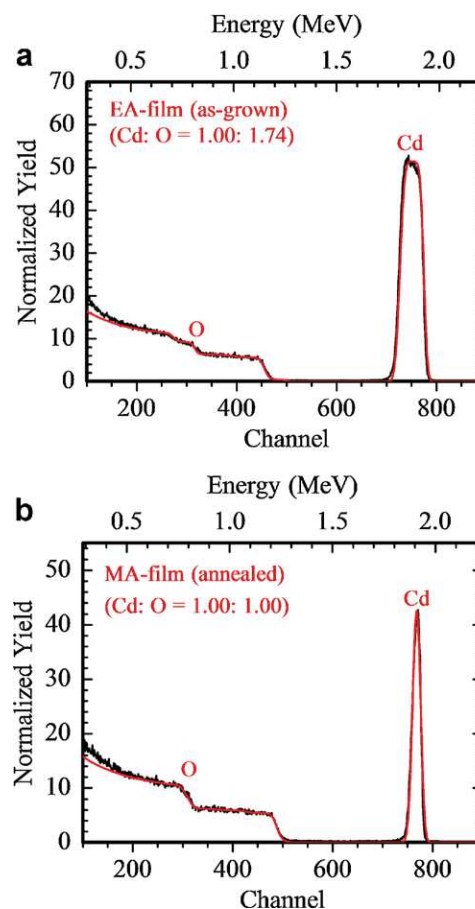 a
Energy (MeV)
0.5 1.0 1.5 2.0
70
60
50
40
30
20
10
0
Normalized Yield
EA-film (as-grown)
(Cd: O = 1.00: 1.74)
Cd
O
200 400 600 800
Channel
b
Energy (MeV)
0.5 1.0 1.5 2.0
50
40
30
20
10
0
Normalized Yield
MA-film (annealed)
(Cd: O = 1.00: 1.00)
Cd
O
200 400 600 800
Channel